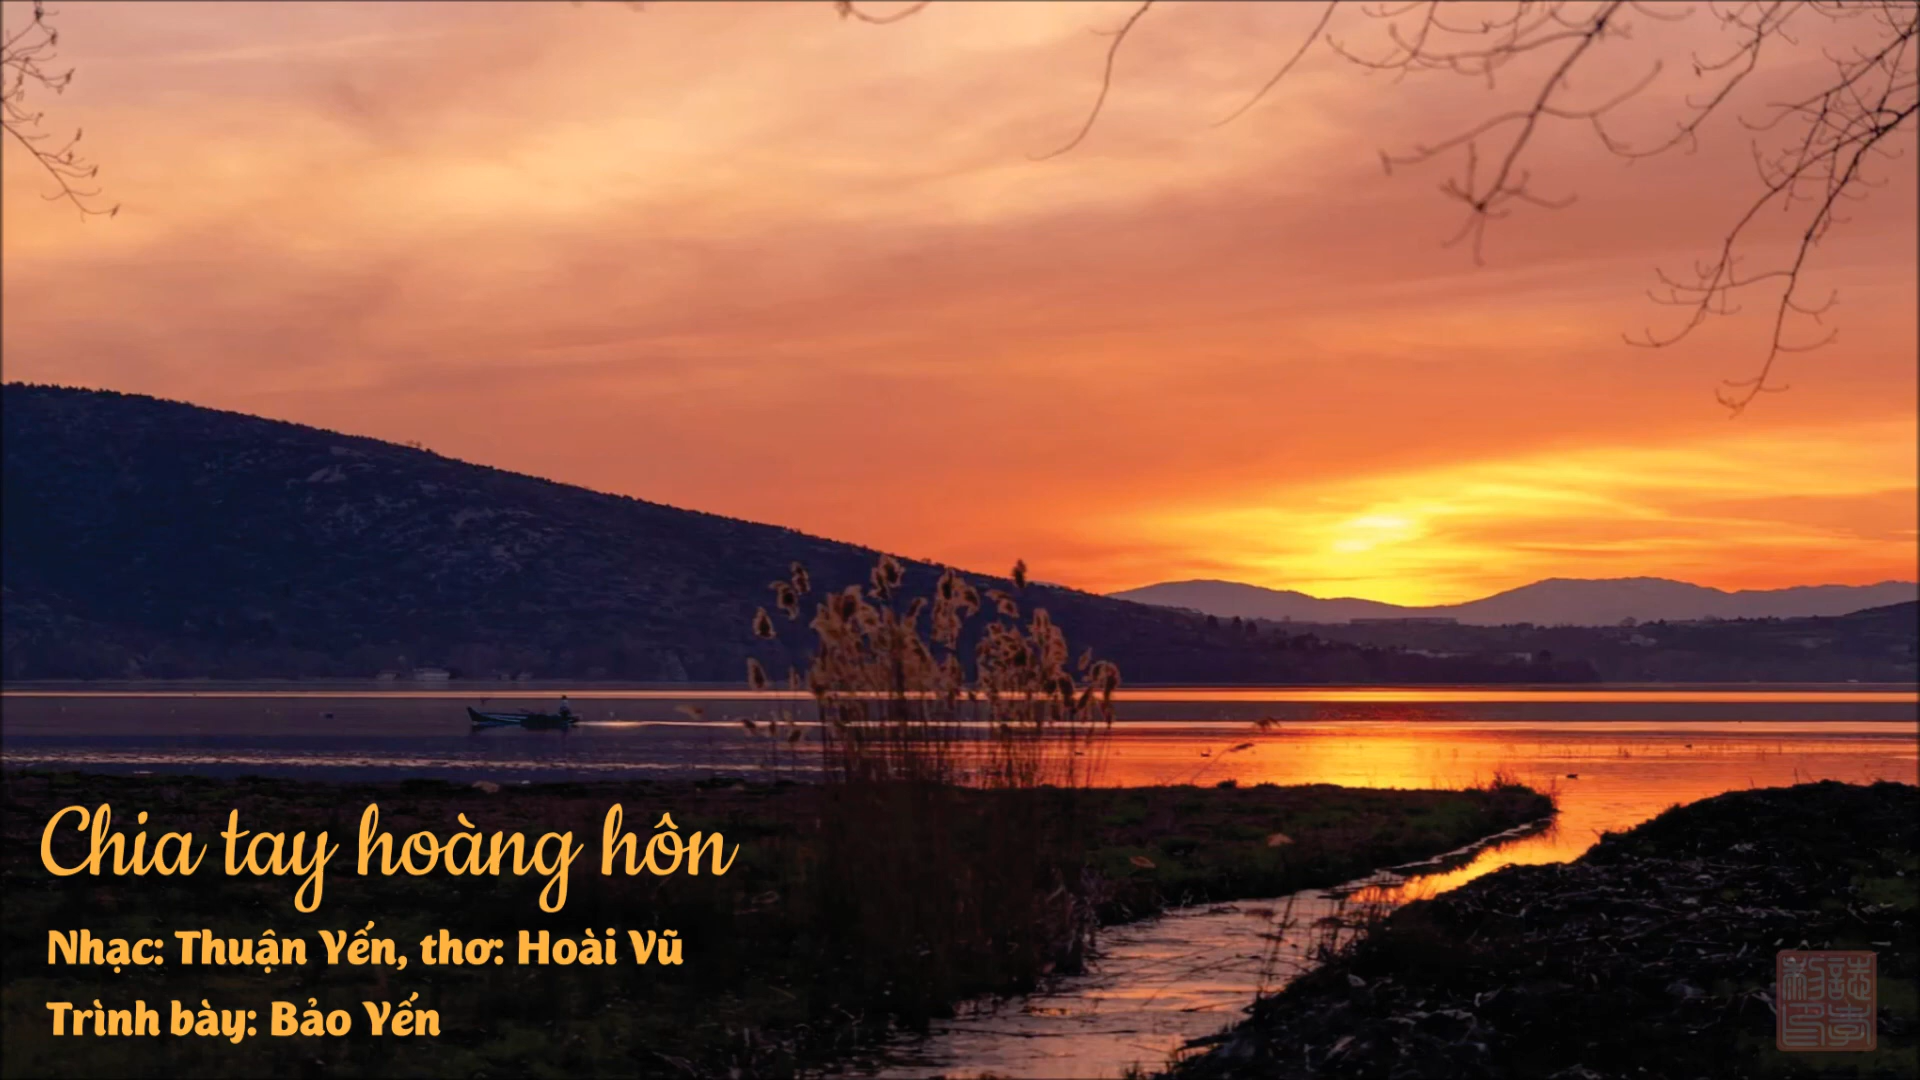 Chia tay hoàng hôn
Nhạc: Thuận Yến, thơ: Hoài Vũ
Trình bày: Bảo Yến